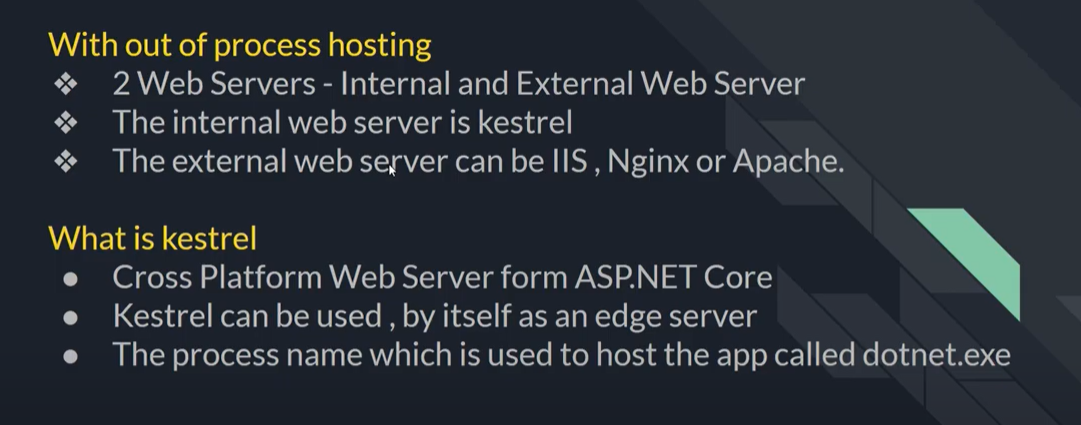 With out of process hosting
❖ 2 Web Servers - Internal and External Web Server
❖ The internal web server is kestrel
❖ The external web server can be IIS , Nginx or Apache.
What is kestrel
● Cross Platform Web Server form ASP.NET Core
● Kestrel can be used , by itself as an edge server
● The process name which is used to host the app called dotnet.exe